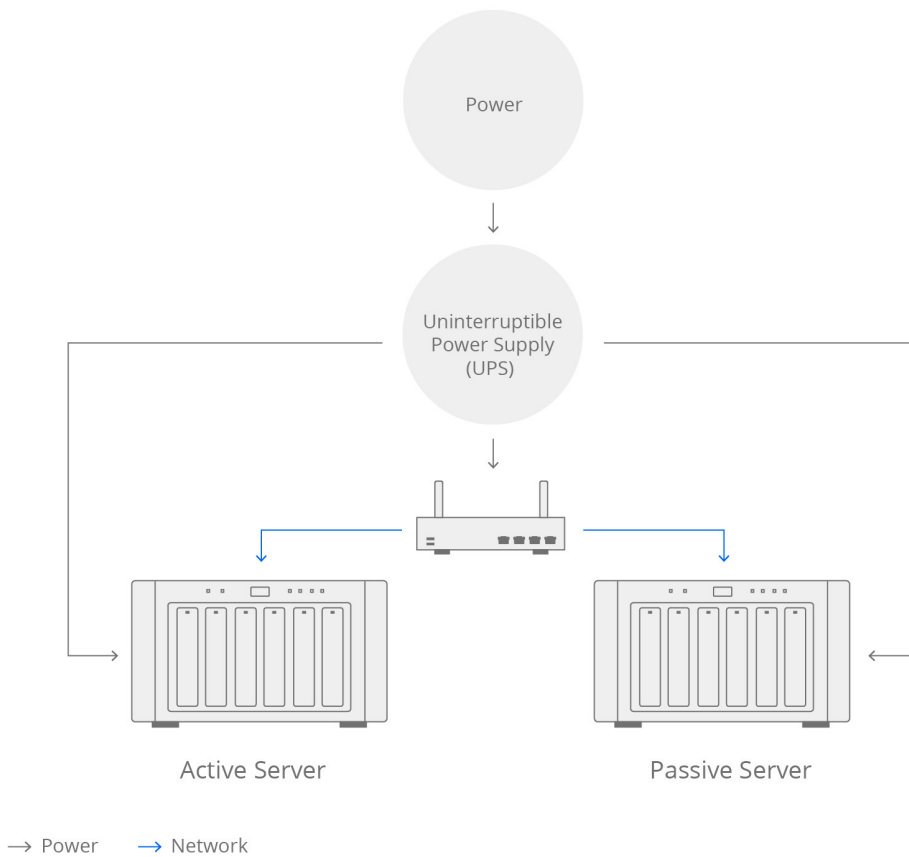 Power
Uninterruptible
Power Supply
(UPS)
Active Server
Passive Server
Power
Network